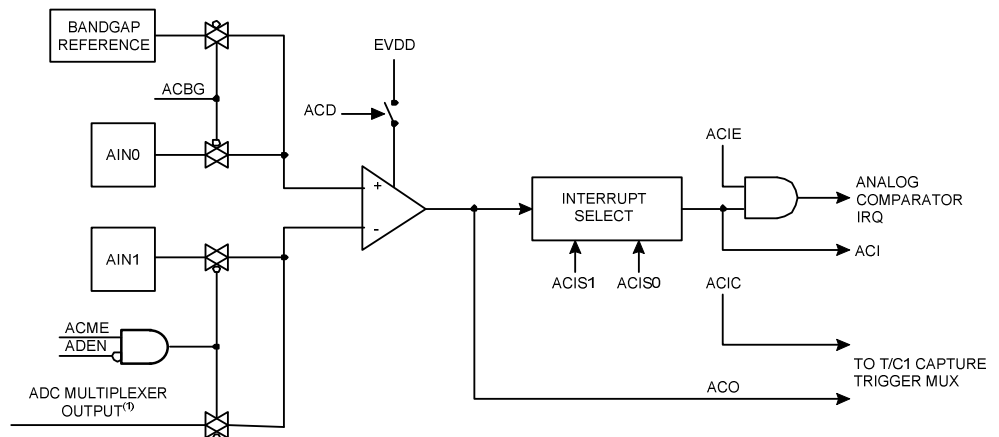 BANDGAP
REFERENCE
ACBG
AIN0
AIN1
ACME
ADEN
ADC MULTIPLEXER
OUTPUT(1)
EVDD
ACD
+
-
INTERRUPT
SELECT
ACIS1 ACIS0
ACIE
ANALOG
COMPARATOR
IRQ
ACI
ACIC
TO T/C1 CAPTURE
TRIGGER MUX
ACO